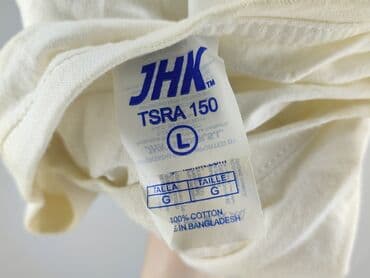 JHK™
TSRA 150
L
TALLA TAILLE
G G
100% COTTON
IN BANGLADESH